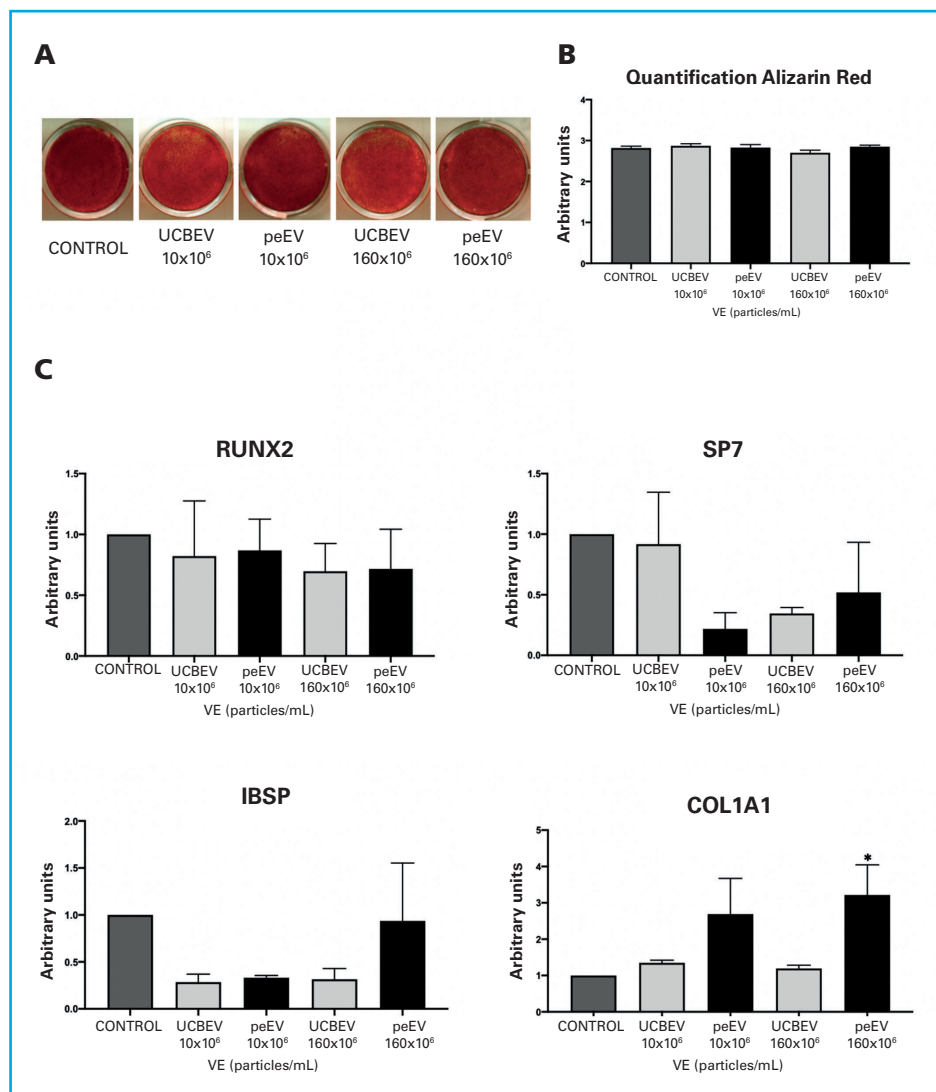 A
CONTROL
UCBEV
10x10⁶
peEV
10x10⁶
UCBEV
160x10⁶
peEV
160x10⁶
B
Quantification Alizarin Red
Arbitrary units
4
3
2
1
0
CONTROL
UCBEV
10x10⁶
peEV
10x10⁶
UCBEV
160x10⁶
peEV
160x10⁶
VE (particles/mL)
C
RUNX2
Arbitrary units
1.5
1.0
0.5
0.0
CONTROL
UCBEV
10x10⁶
peEV
10x10⁶
UCBEV
160x10⁶
peEV
160x10⁶
VE (particles/mL)
SP7
Arbitrary units
1.5
1.0
0.5
0.0
CONTROL
UCBEV
10x10⁶
peEV
10x10⁶
UCBEV
160x10⁶
peEV
160x10⁶
VE (particles/mL)
IBSP
Arbitrary units
2.0
1.5
1.0
0.5
0.0
CONTROL
UCBEV
10x10⁶
peEV
10x10⁶
UCBEV
160x10⁶
peEV
160x10⁶
VE (particles/mL)
COL1A1
Arbitrary units
5
4
3
2
1
0
*
CONTROL
UCBEV
10x10⁶
peEV
10x10⁶
UCBEV
160x10⁶
peEV
160x10⁶
VE (particles/mL)